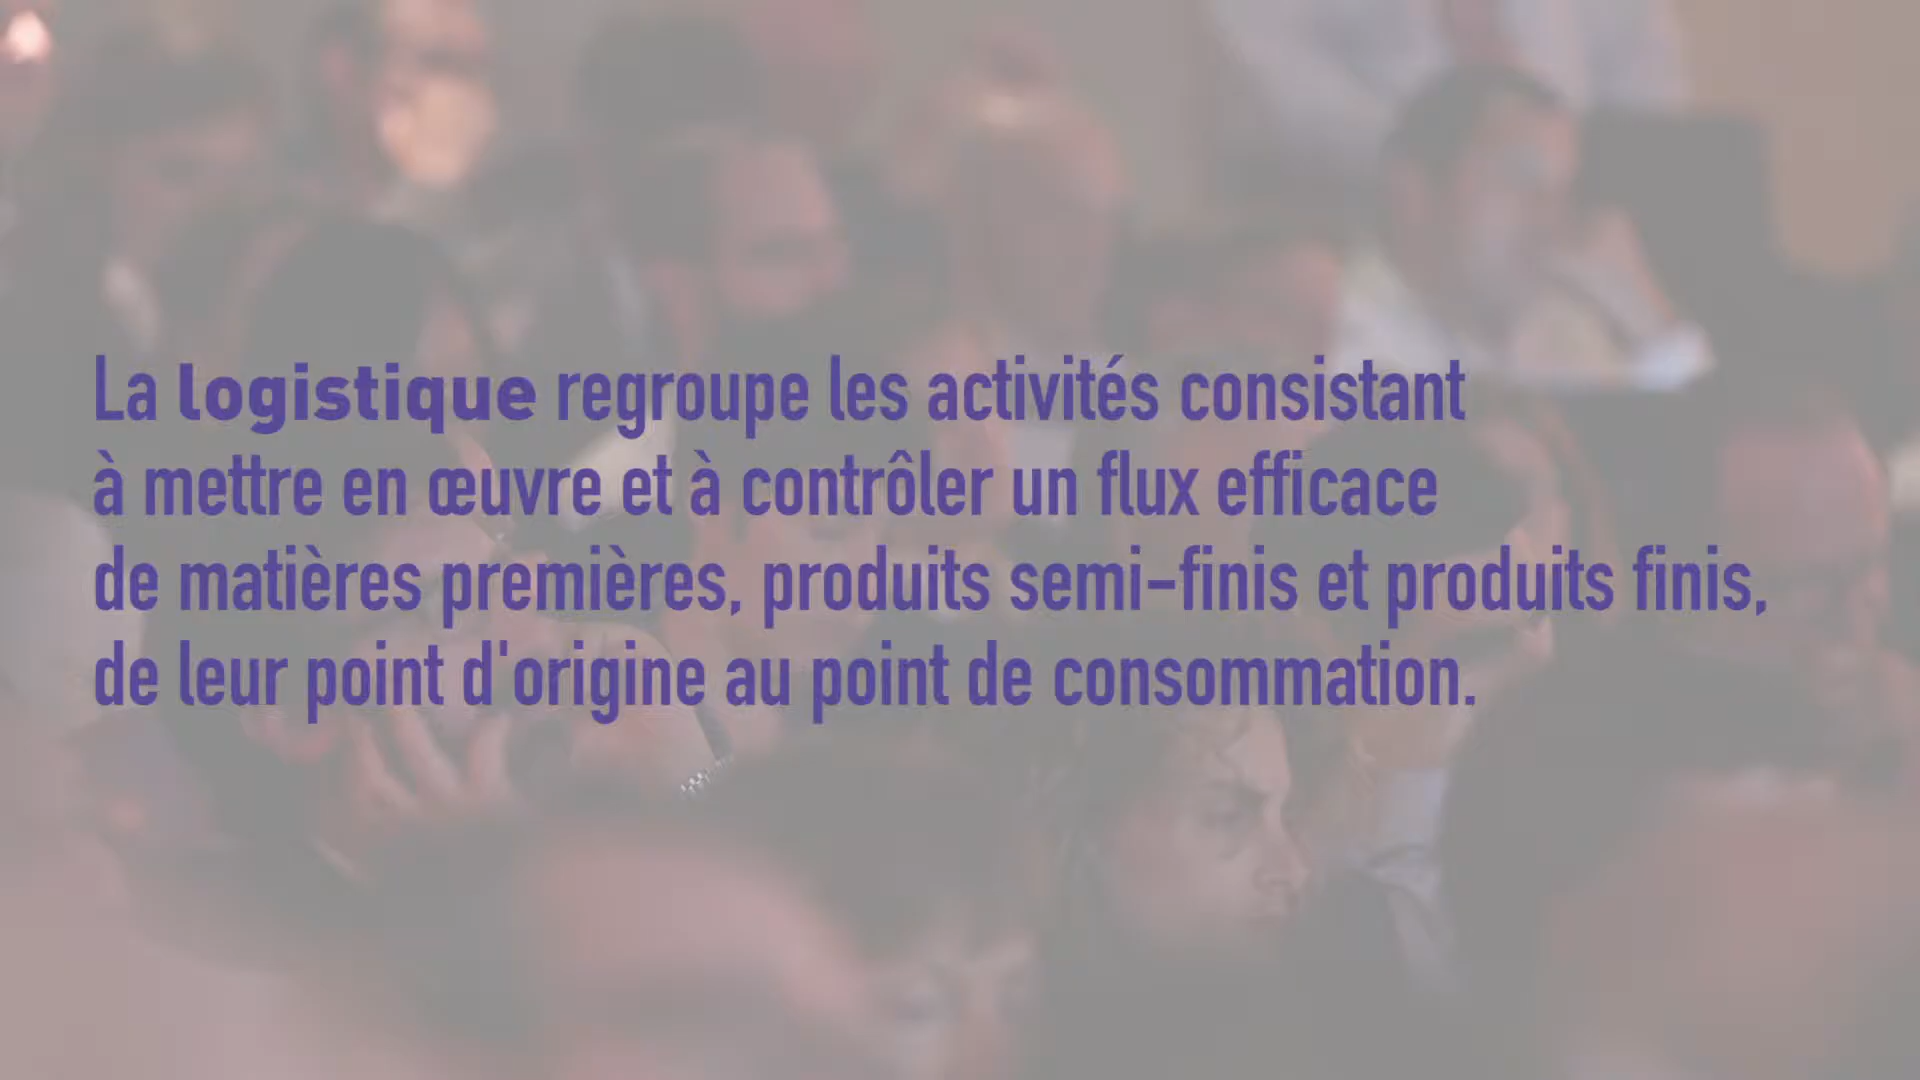 La logistique regroupe les activités consistant
à mettre en œuvre et à contrôler un flux efficace
de matières premières, produits semi-finis et produits finis,
de leur point d'origine au point de consommation.